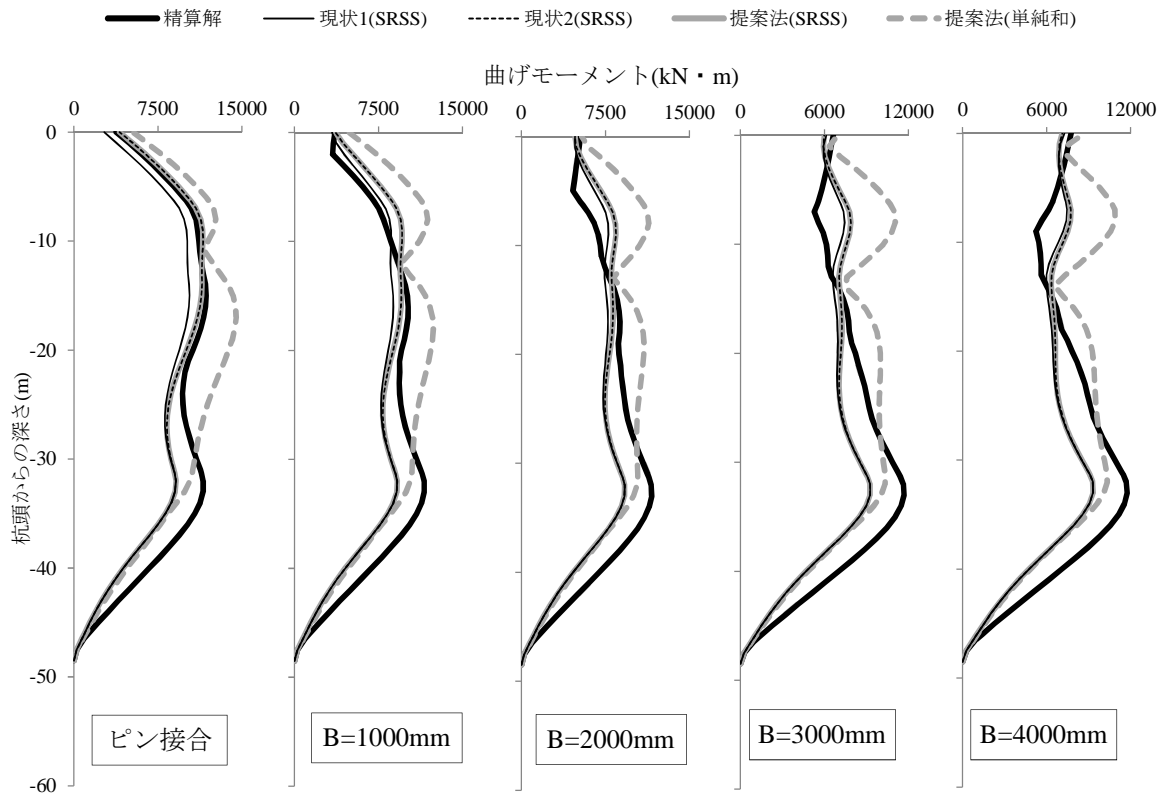 精算解 現状1(SRSS) 現状2(SRSS) 提案法(SRSS) 提案法(単純和)
曲げモーメント(kN・m)
0 7500 15000 0 7500 15000 0 7500 15000 0 6000 12000 0 6000 12000
0
-10
-20
-30
-40
-50
-60
杭頭からの深さ(m)
ピン接合 B=1000mm B=2000mm B=3000mm B=4000mm